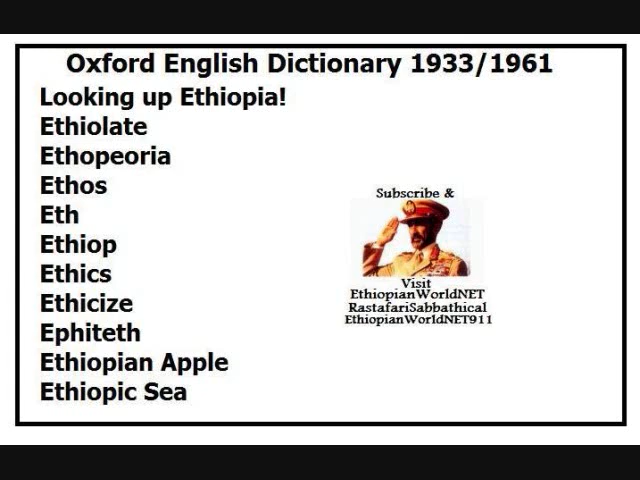 Oxford English Dictionary 1933/1961
Looking up Ethiopia!
Ethiolate
Ethopeoria
Ethos
Eth
Ethiop
Ethics
Ethicize
Ephiteth
Ethiopian Apple
Ethiopic Sea
Subscribe &
Visit
EthiopianWorldNET
RastafariSabbathical
EthiopianWorldNET911